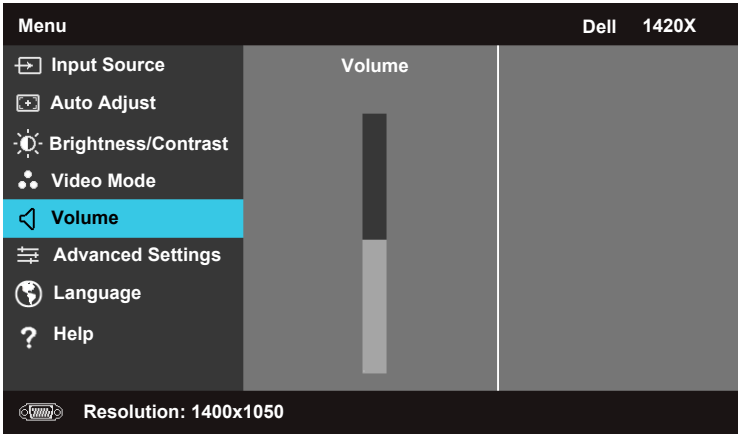 Menu
Dell 1420X
Input Source
Auto Adjust
Brightness/Contrast
Video Mode
Volume
Advanced Settings
Language
Help
Volume
Resolution: 1400x1050